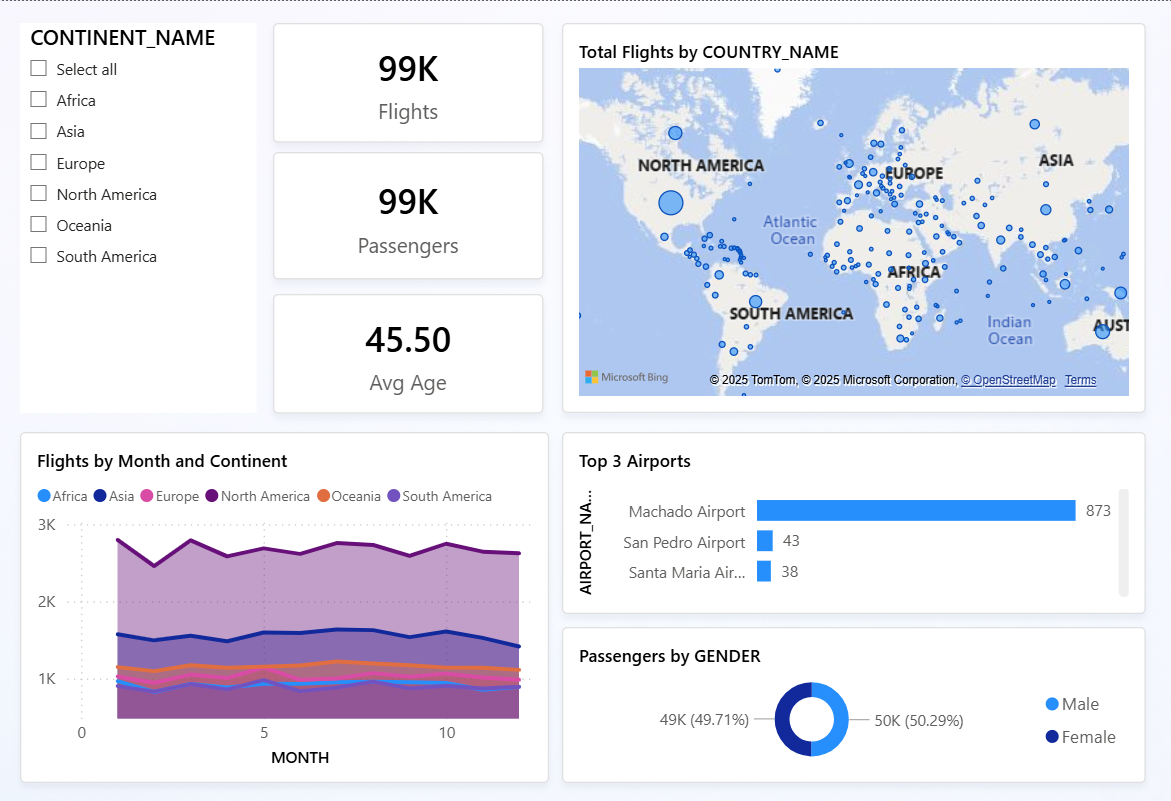 CONTINENT_NAME
Select all
Africa
Asia
Europe
North America
Oceania
South America
99K
Flights
99K
Passengers
45.50
Avg Age
Total Flights by COUNTRY_NAME
NORTH AMERICA
EUROPE
ASIA
Atlantic
Ocean
AFRICA
SOUTH AMERICA
Indian
Ocean
AUST
Microsoft Bing
© 2025 TomTom, © 2025 Microsoft Corporation, © OpenStreetMap Terms
Flights by Month and Continent
Africa Asia Europe North America Oceania South America
3K
2K
1K
0 5 10
MONTH
Top 3 Airports
AIRPORT_NA...
Machado Airport 873
San Pedro Airport 43
Santa Maria Air... 38
Passengers by GENDER
49K (49.71%) 50K (50.29%)
Male
Female